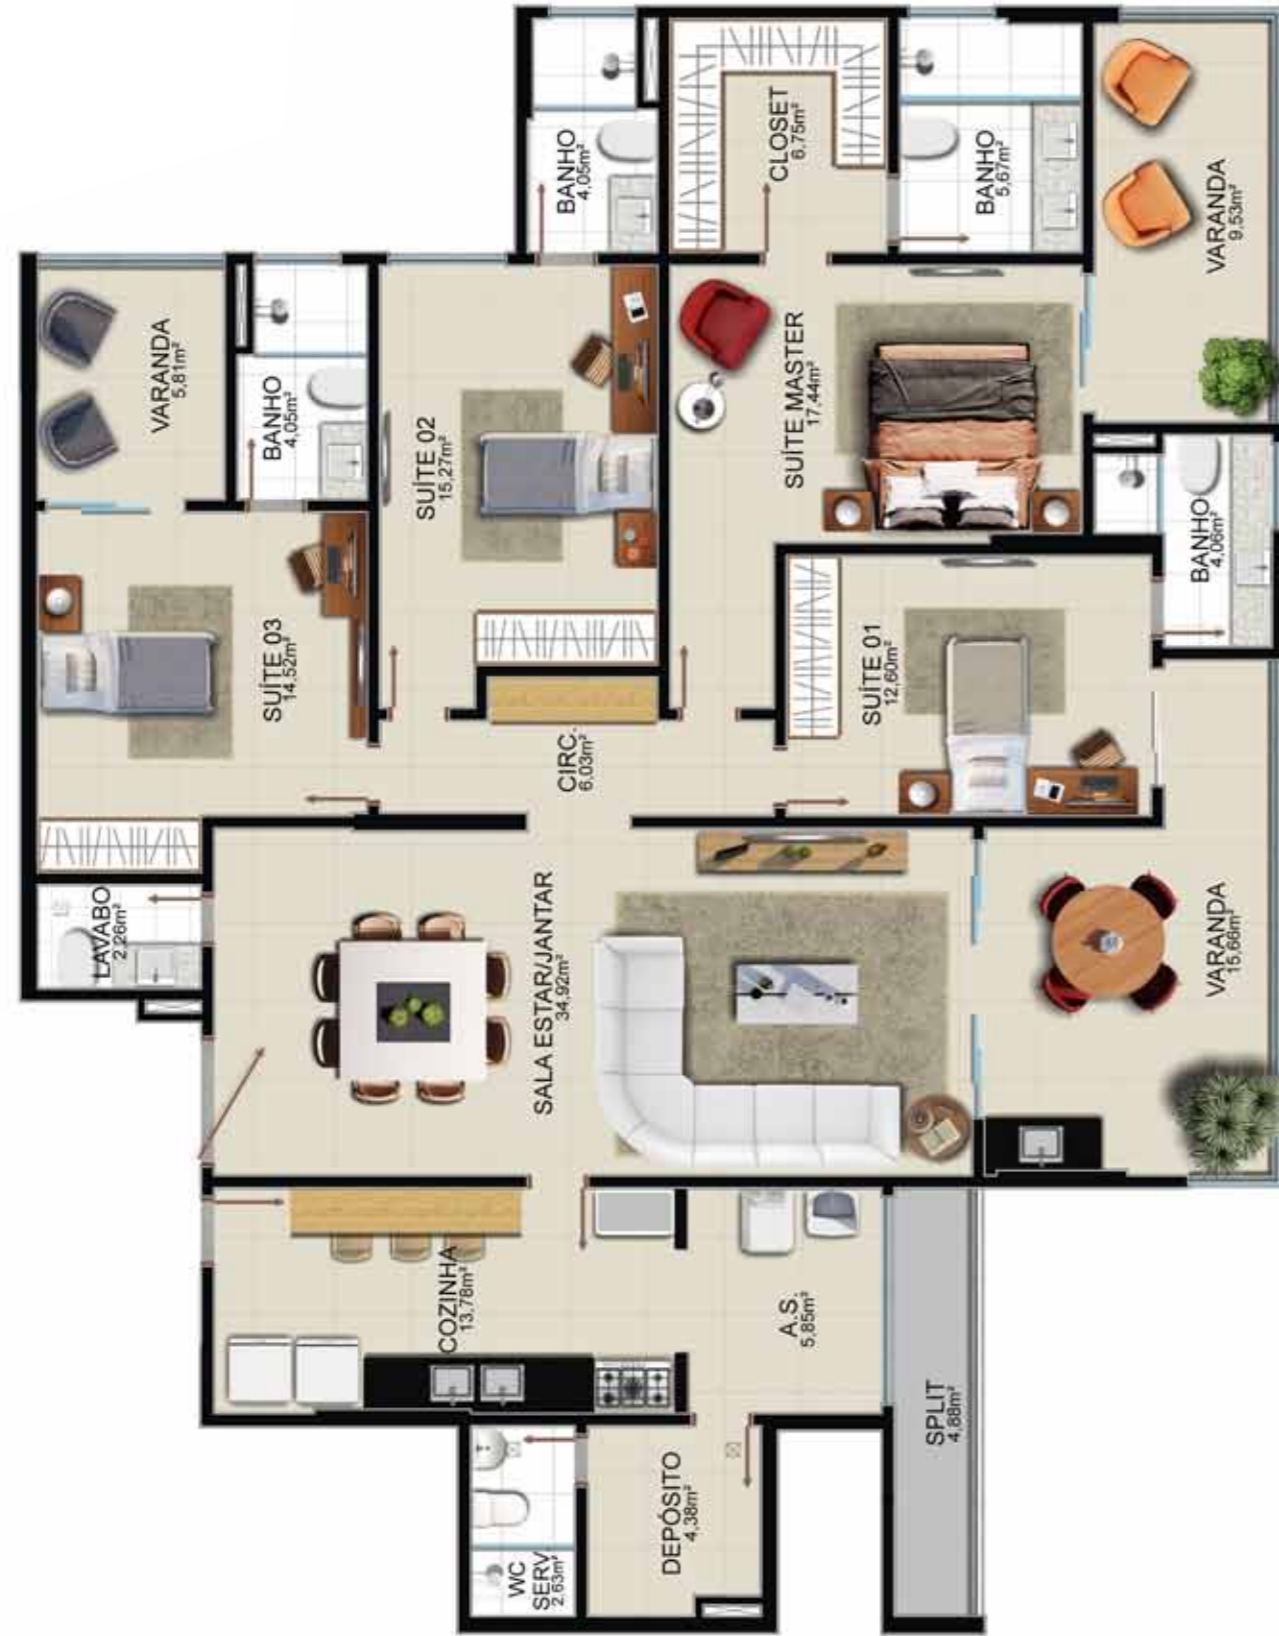 BANHO
4,05m²
CLOSET
6,75m²
BANHO
5,67m²
VARANDA
9,53m²
VARANDA
5,81m²
BANHO
4,05m²
SUÍTE 02
15,27m²
SUÍTE MASTER
17,44m²
BANHO
4,06m²
SUÍTE 03
14,52m²
SUÍTE 01
12,60m²
CIRC.
6,03m²
LAVABO
2,26m²
SALA ESTAR/JANTAR
34,92m²
VARANDA
15,66m²
COZINHA
13,78m²
A.S.
5,85m²
SPLIT
4,88m²
DEPÓSITO
4,38m²
WC
SERV.
2,63m²